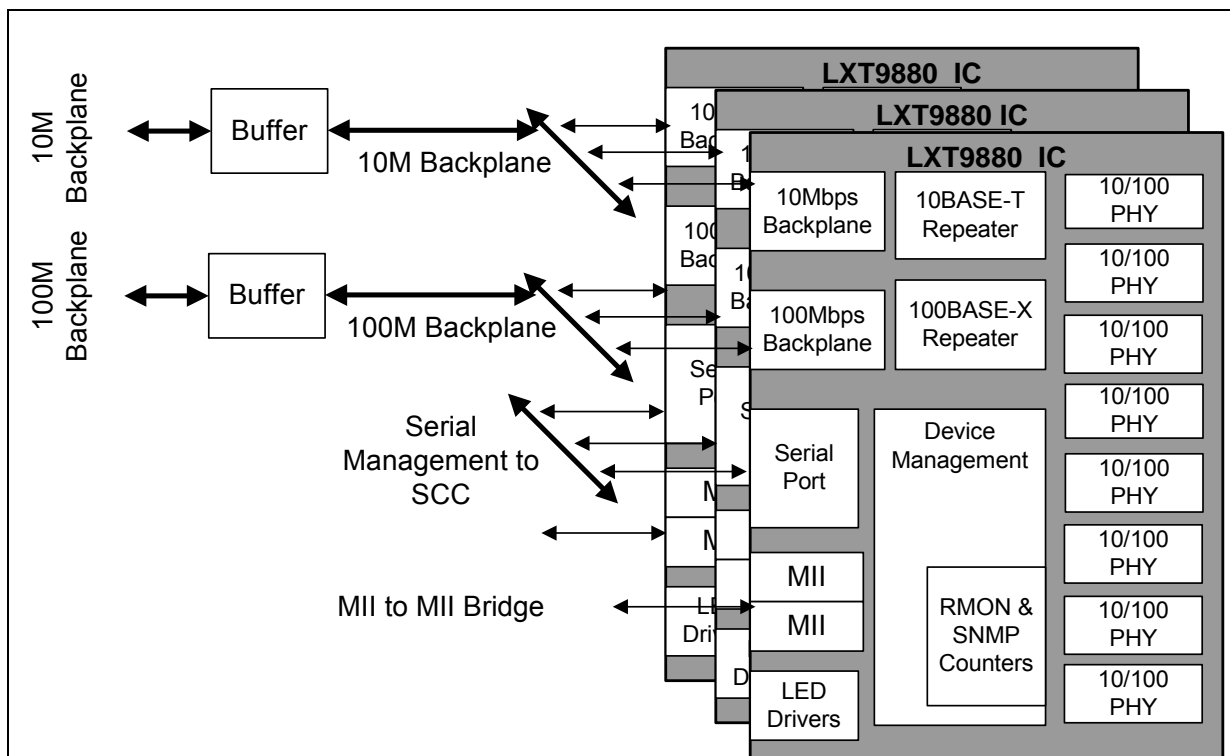 LXT9880 IC
LXT9880 IC
LXT9880 IC
10M
Backplane
Buffer
10M Backplane
100M
Backplane
Buffer
100M Backplane
Serial
Management to
SCC
MII to MII Bridge
10Mbps
Backplane
10BASE-T
Repeater
100Mbps
Backplane
100BASE-X
Repeater
Serial
Port
Device
Management
MII
MII
RMON &
SNMP
Counters
LED
Drivers
10/100
PHY
10/100
PHY
10/100
PHY
10/100
PHY
10/100
PHY
10/100
PHY
10/100
PHY
10/100
PHY